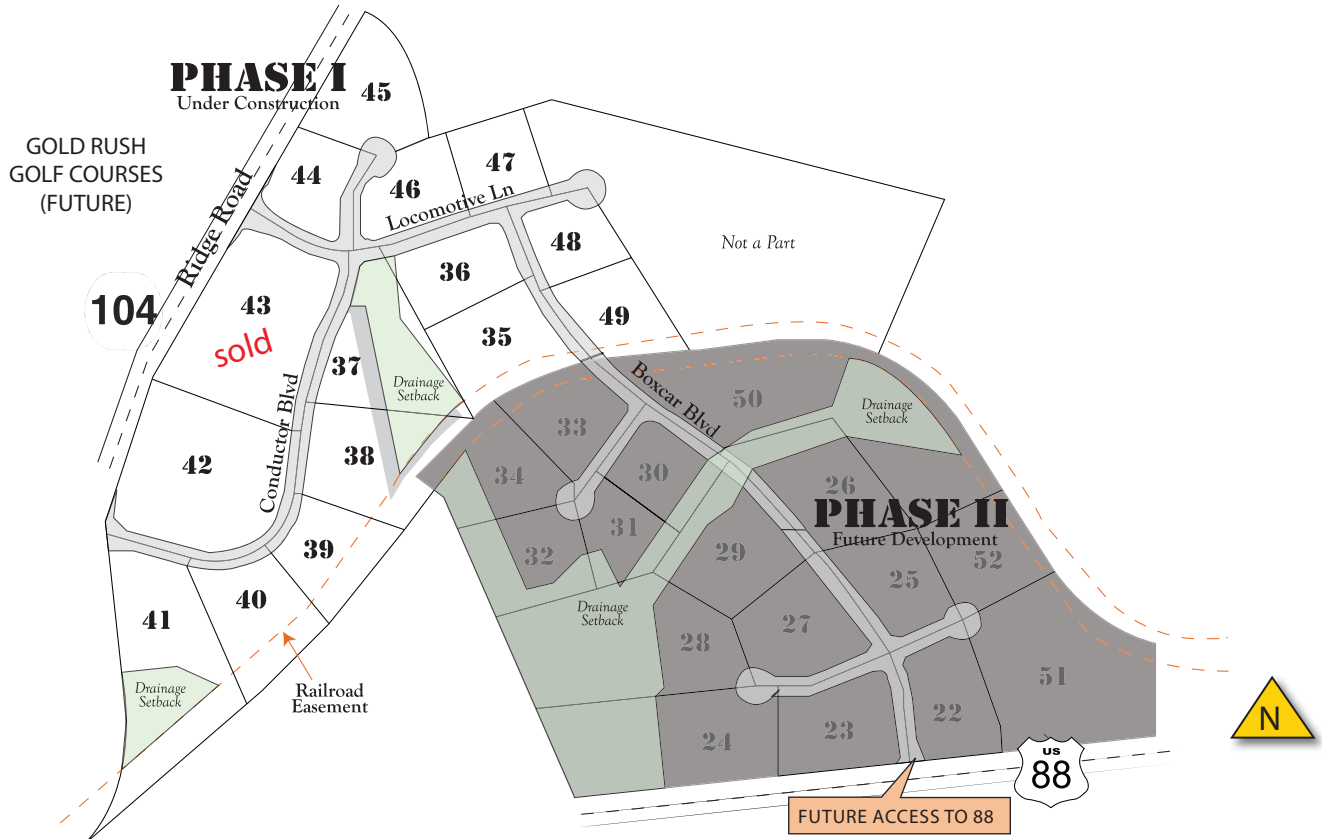 PHASE I
Under Construction
45
GOLD RUSH
GOLF COURSES
(FUTURE)
44
46
47
Locomotive Ln
Ridge Road
48
Not a Part
36
104
43
sold
49
35
37
Drainage
Setback
Conductor Blvd
Boxcar Blvd
50
Drainage
Setback
33
42
38
34
30
26
PHASE II
Future Development
31
39
32
29
52
25
40
41
Drainage
Setback
27
28
Drainage
Setback
Railroad
Easement
51
22
N
24
23
US
88
FUTURE ACCESS TO 88